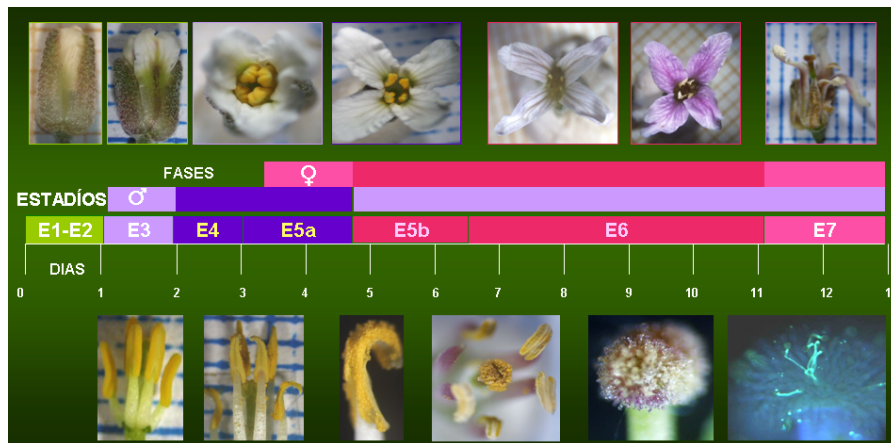 FASES
♀
ESTADÍOS
♂
E1-E2 E3 E4 E5a E5b E6 E7
DIAS
0 1 2 3 4 5 6 7 8 9 10 11 12 1